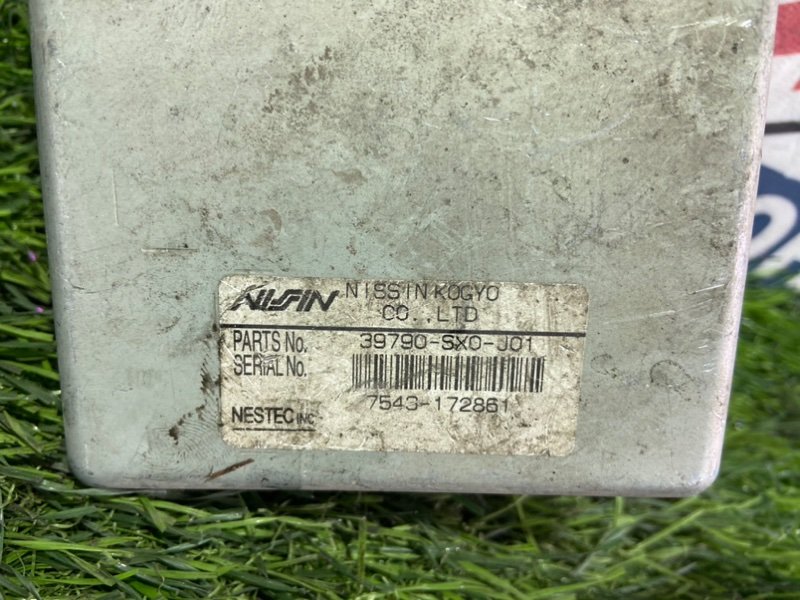 NISSIN NISSIN KOGYO
CO.,LTD
PARTS No. 39790-SX0-J01
SERIAL No.
7543-172861
NESTEC INC